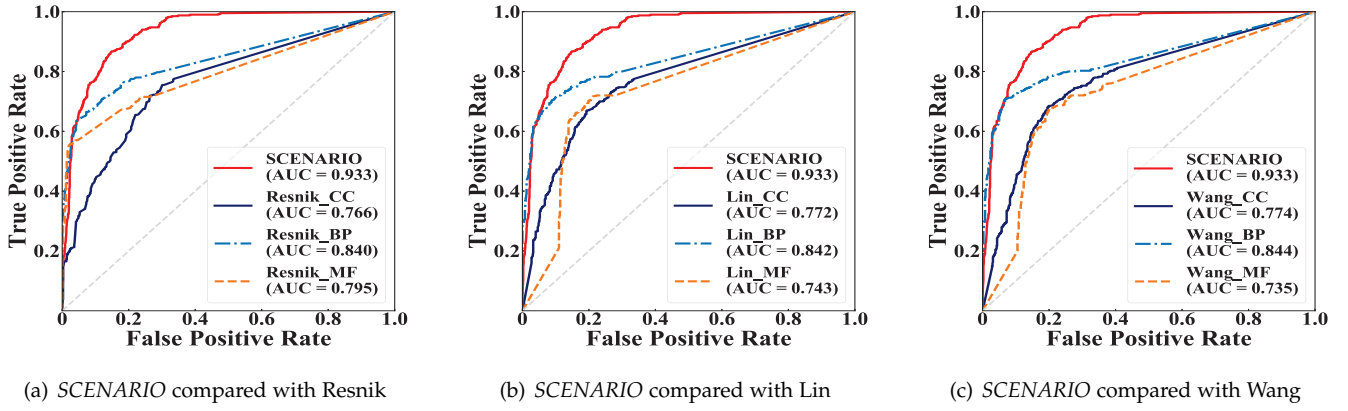 1.0
0.8
0.6
0.4
0.2
True Positive Rate
SCENARIO
(AUC = 0.933)
Resnik_CC
(AUC = 0.766)
Resnik_BP
(AUC = 0.840)
Resnik_MF
(AUC = 0.795)
0 0.2 0.4 0.6 0.8 1.0
False Positive Rate
(a) SCENARIO compared with Resnik
1.0
0.8
0.6
0.4
0.2
True Positive Rate
SCENARIO
(AUC = 0.933)
Lin_CC
(AUC = 0.772)
Lin_BP
(AUC = 0.842)
Lin_MF
(AUC = 0.743)
0 0.2 0.4 0.6 0.8 1.0
False Positive Rate
(b) SCENARIO compared with Lin
1.0
0.8
0.6
0.4
0.2
True Positive Rate
SCENARIO
(AUC = 0.933)
Wang_CC
(AUC = 0.774)
Wang_BP
(AUC = 0.844)
Wang_MF
(AUC = 0.735)
0 0.2 0.4 0.6 0.8 1.0
False Positive Rate
(c) SCENARIO compared with Wang